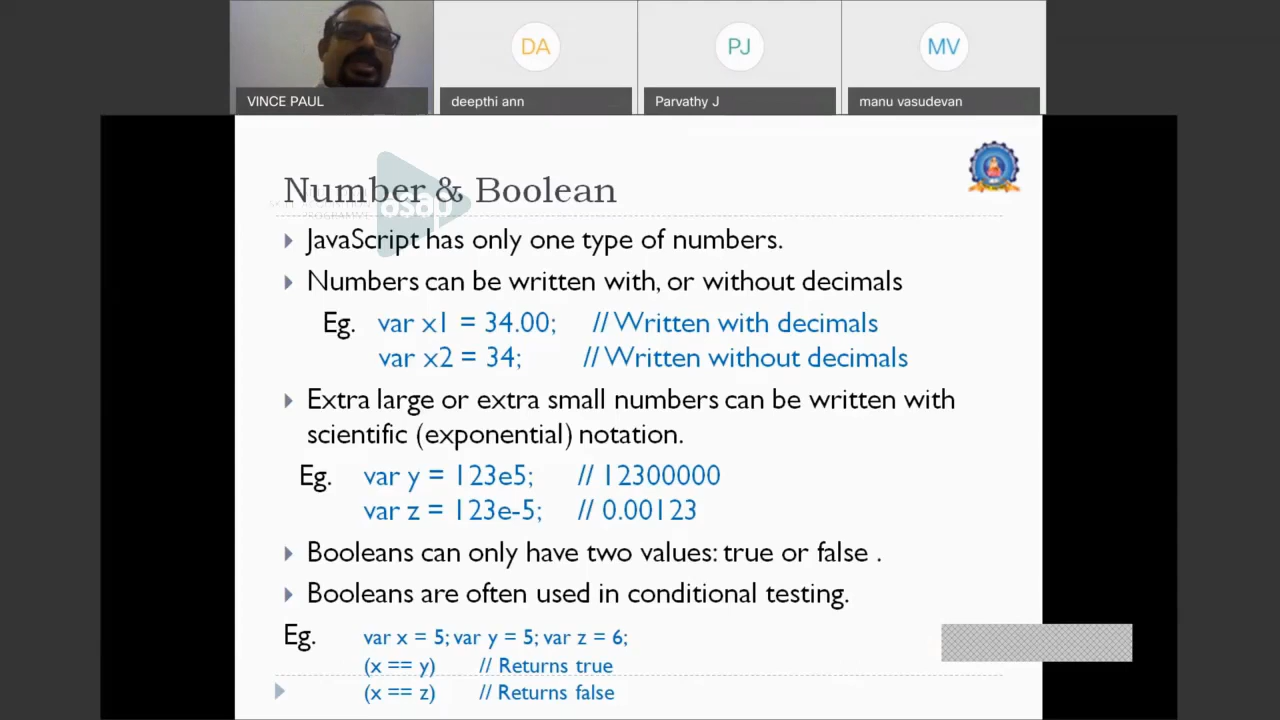 DA
PJ
MV
VINCE PAUL
deepthi ann
Parvathy J
manu vasudevan
Number & Boolean
asap
JavaScript has only one type of numbers.
Numbers can be written with, or without decimals
Eg. var x1 = 34.00; // Written with decimals
var x2 = 34; // Written without decimals
Extra large or extra small numbers can be written with
scientific (exponential) notation.
Eg. var y = 123e5; // 12300000
var z = 123e-5; // 0.00123
Booleans can only have two values: true or false .
Booleans are often used in conditional testing.
Eg. var x = 5; var y = 5; var z = 6;
(x == y) // Returns true
(x == z) // Returns false